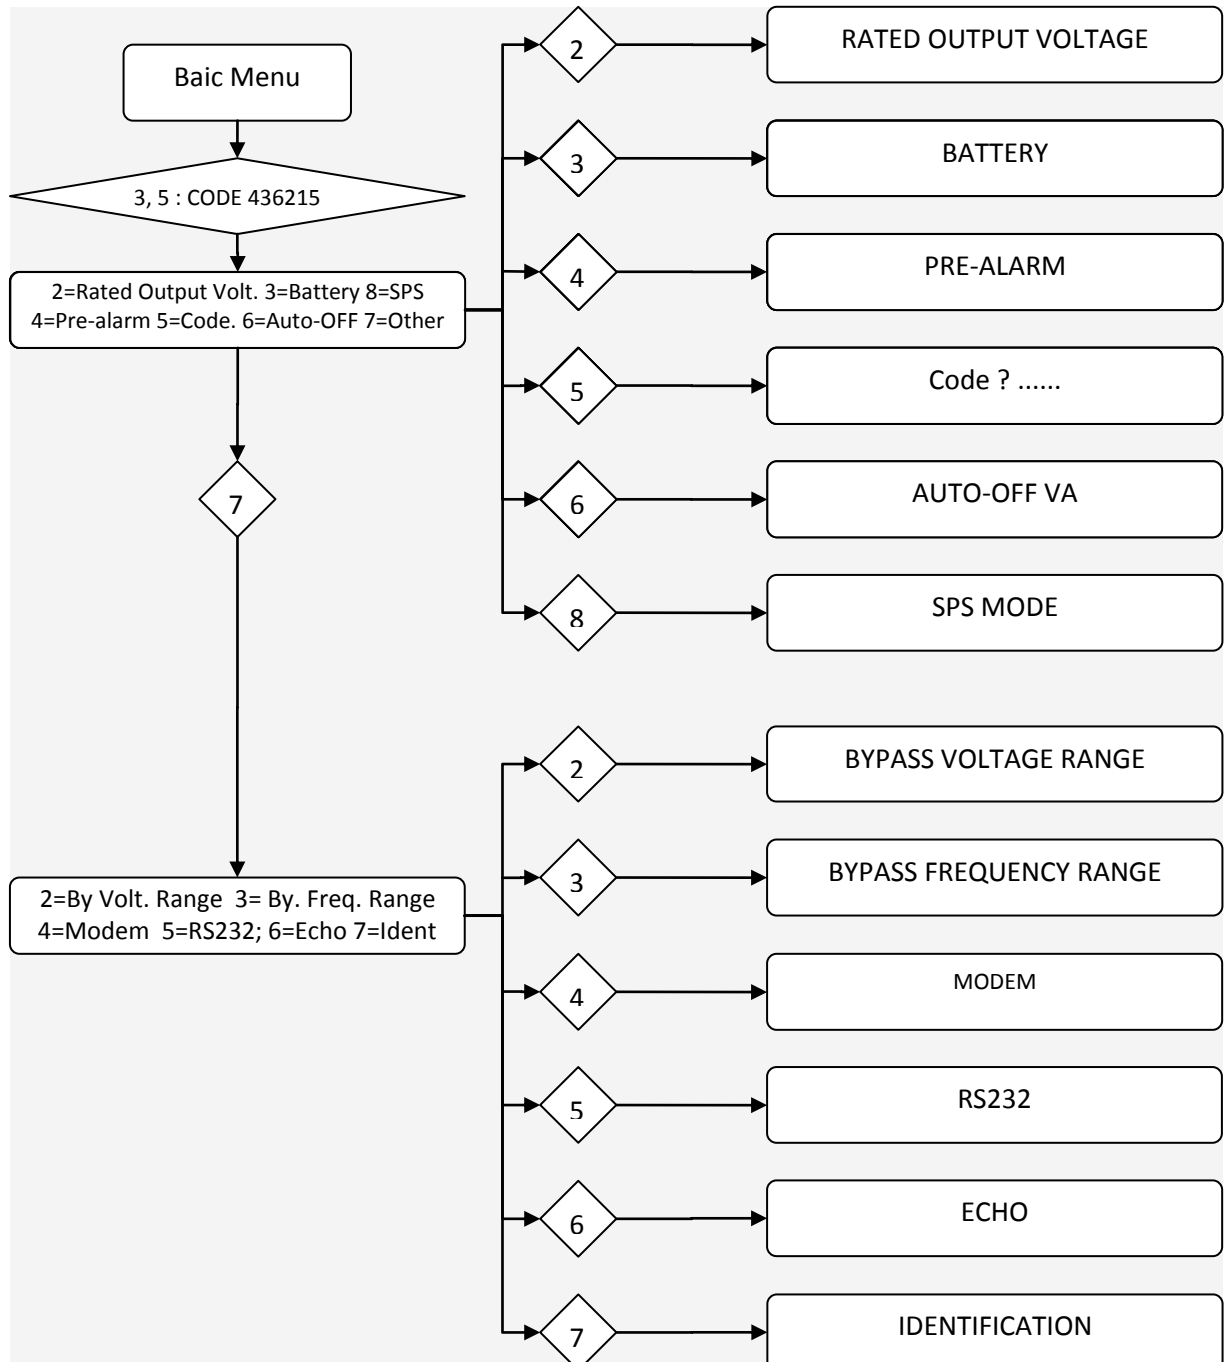 Baic Menu
3, 5 : CODE 436215
2=Rated Output Volt. 3=Battery 8=SPS
4=Pre-alarm 5=Code. 6=Auto-OFF 7=Other
2
RATED OUTPUT VOLTAGE
3
BATTERY
4
PRE-ALARM
5
Code ? ......
6
AUTO-OFF VA
8
SPS MODE
7
2=By Volt. Range 3= By. Freq. Range
4=Modem 5=RS232; 6=Echo 7=Ident
2
BYPASS VOLTAGE RANGE
3
BYPASS FREQUENCY RANGE
4
MODEM
5
RS232
6
ECHO
7
IDENTIFICATION